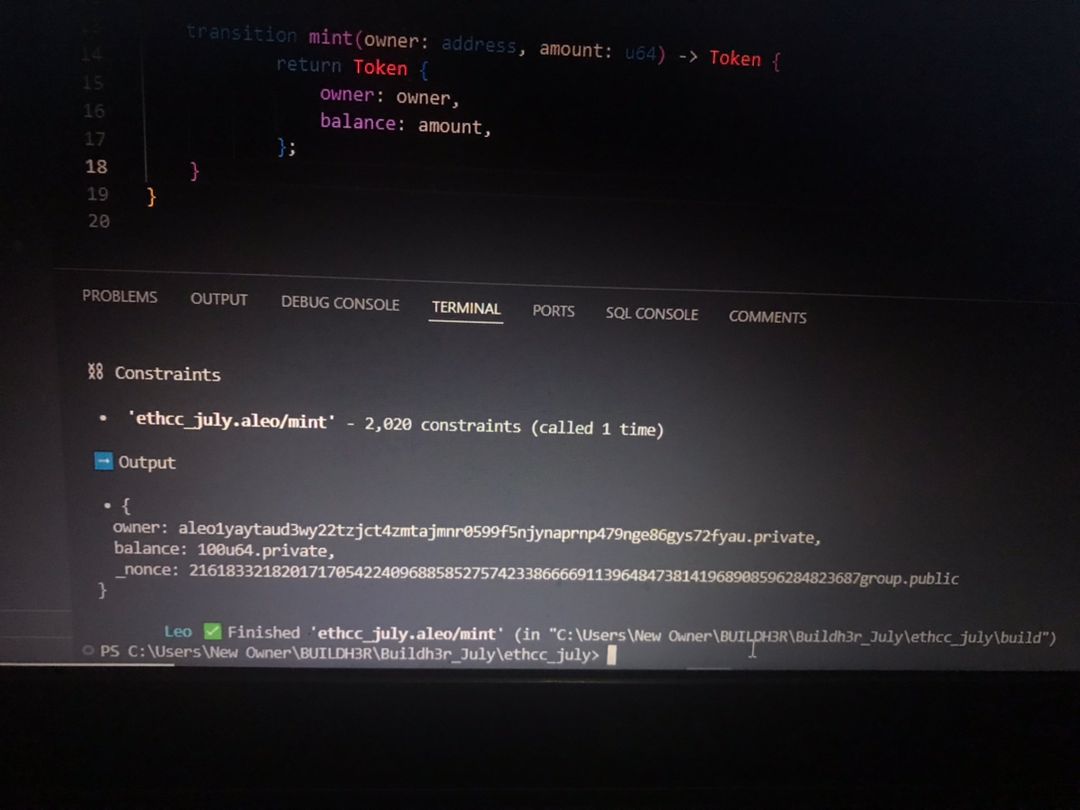 13
14 transition mint(owner: address, amount: u64) -> Token {
15 return Token {
16 owner: owner,
17 balance: amount,
18 };
19 }
20 }
PROBLEMS OUTPUT DEBUG CONSOLE TERMINAL PORTS SQL CONSOLE COMMENTS
Constraints
• 'ethcc_july.aleo/mint' - 2,020 constraints (called 1 time)
Output
• {
owner: aleo1yaytaud3wy22tzjct4zmtajmnr0599f5njynaprnp479nge86gys72fyau.private,
balance: 100u64.private,
_nonce: 2161833218201717054224096885852757423386666911396484738141968908596284823687group.public
}
Leo ✅ Finished 'ethcc_july.aleo/mint' (in "C:\Users\New Owner\BUILDH3R\Buildh3r_July\ethcc_july\build")
PS C:\Users\New Owner\BUILDH3R\Buildh3r_July\ethcc_july>